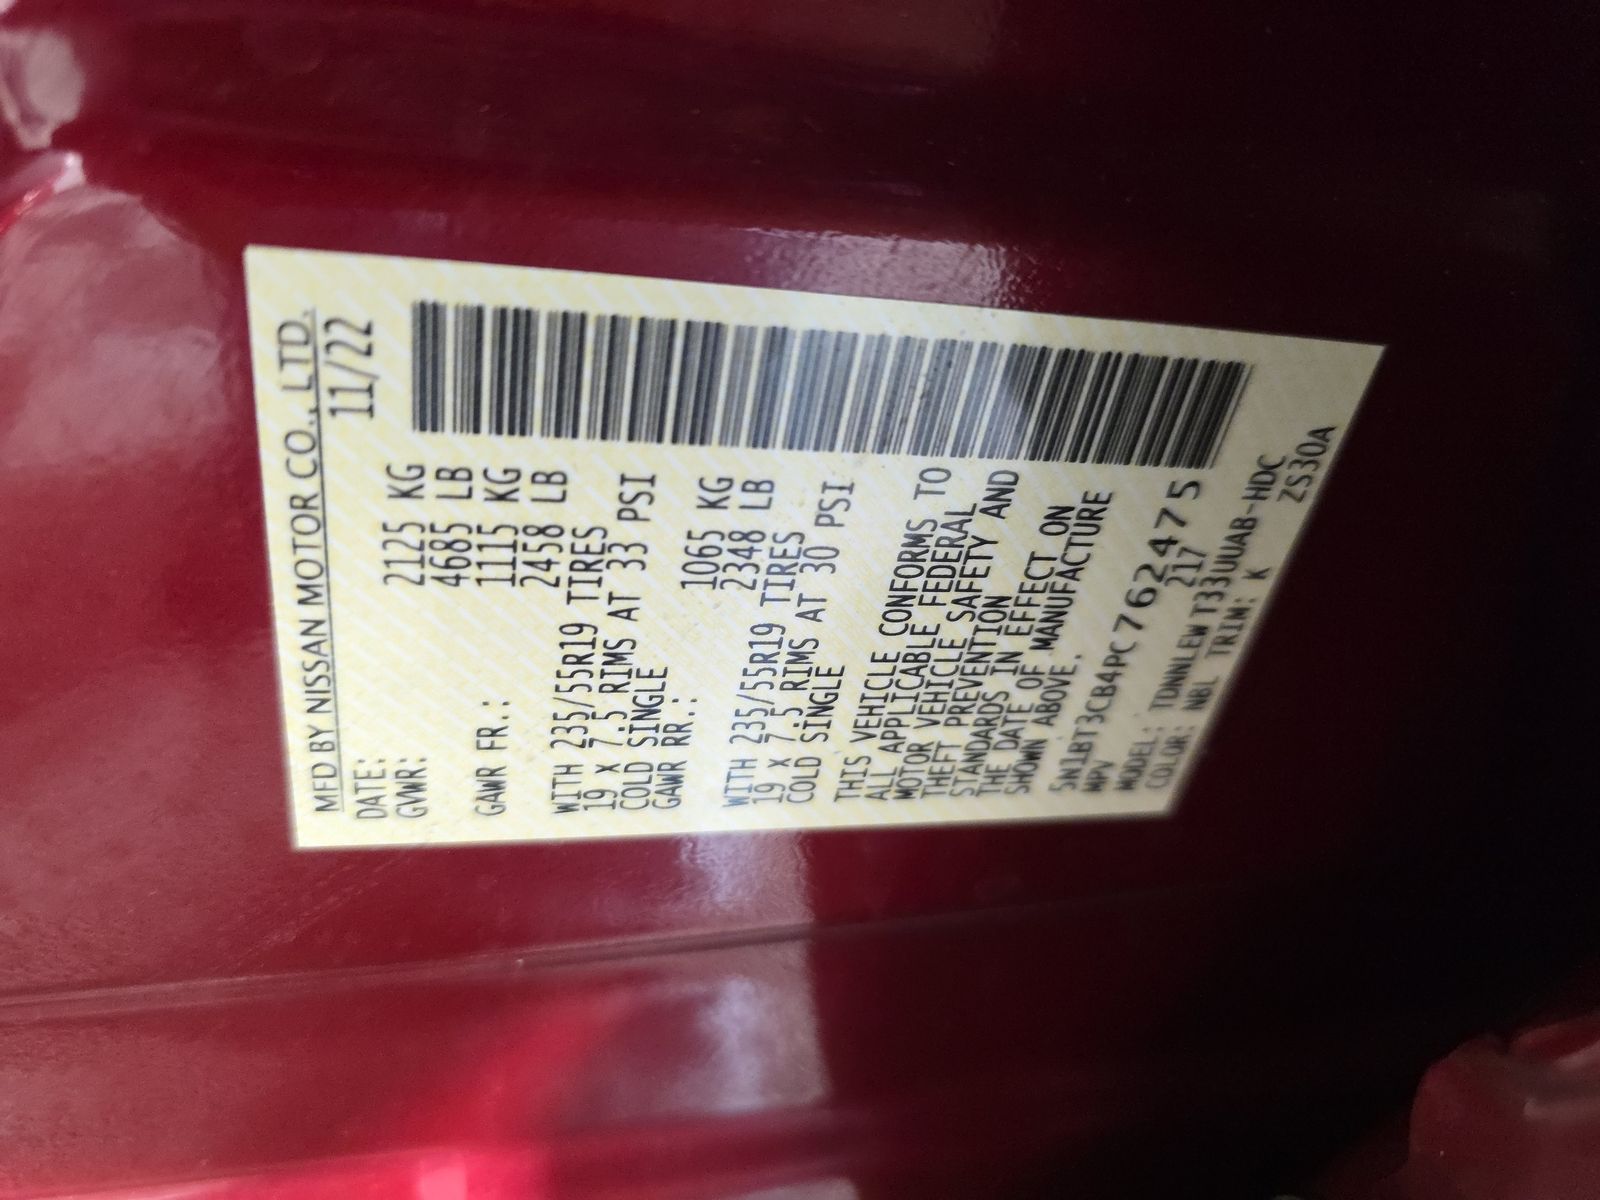 MFD BY NISSAN MOTOR CO., LTD.
DATE: 11/22
GVWR: 2125 KG
4685 LB
GAWR FR.: 1115 KG
2458 LB
WITH 235/55R19 TIRES
19 X 7.5 RIMS AT 33 PSI
COLD SINGLE
GAWR RR.: 1065 KG
2348 LB
WITH 235/55R19 TIRES
19 X 7.5 RIMS AT 30 PSI
COLD SINGLE
THIS VEHICLE CONFORMS TO
ALL APPLICABLE FEDERAL
MOTOR VEHICLE SAFETY AND
THEFT PREVENTION
STANDARDS IN EFFECT ON
THE DATE OF MANUFACTURE
SHOWN ABOVE.
5N1BT3CB4PC762475
MPV 217
MODEL: TDNNLEWT33UUAB-HDC
COLOR: NBL TRIM: K ZS30A